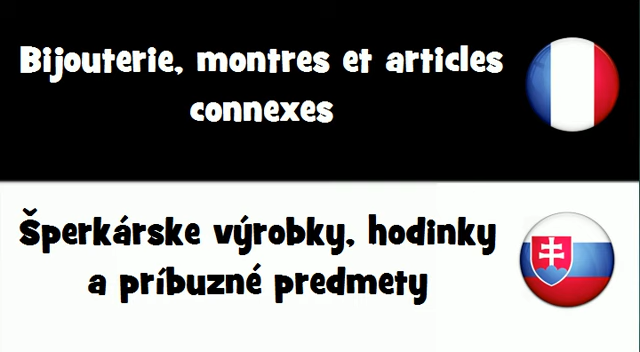 Bijouterie, montres et articles
connexes
Šperkárske výrobky, hodinky
a príbuzné predmety